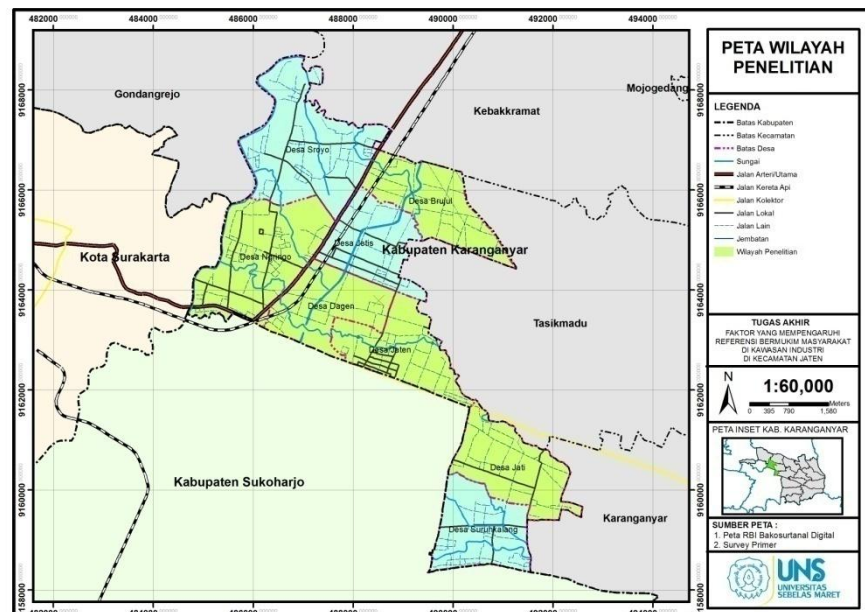 482000 484000 486000 488000 490000 492000 494000
9168000
9166000
9164000
9162000
9160000
Gondangrejo
Mojogedang
Kebakkramat
Desa Sroyo
Desa Brujul
Desa Jetis
Kota Surakarta
Desa Ngringo
Kabupaten Karanganyar
Desa Dagen
Tasikmadu
Desa Jaten
Desa Jati
Kabupaten Sukoharjo
Karanganyar
Desa Suruhkalang
PETA WILAYAH
PENELITIAN
LEGENDA
Batas Kabupaten
Batas Kecamatan
Batas Desa
Sungai
Jalan Arteri/Utama
Jalan Kereta Api
Jalan Kolektor
Jalan Lokal
Jalan Lain
Jembatan
Wilayah Penelitian
TUGAS AKHIR
FAKTOR YANG MEMPENGARUHI
REFERENSI BERMUKIM MASYARAKAT
DI KAWASAN INDUSTRI
DI KECAMATAN JATEN
N
1:60,000
Meters
0 395 790 1,580
PETA INSET KAB. KARANGANYAR
SUMBER PETA :
1. Peta RBI Bakosurtanal Digital
2. Survey Primer
UNS
UNIVERSITAS
SEBELAS MARET